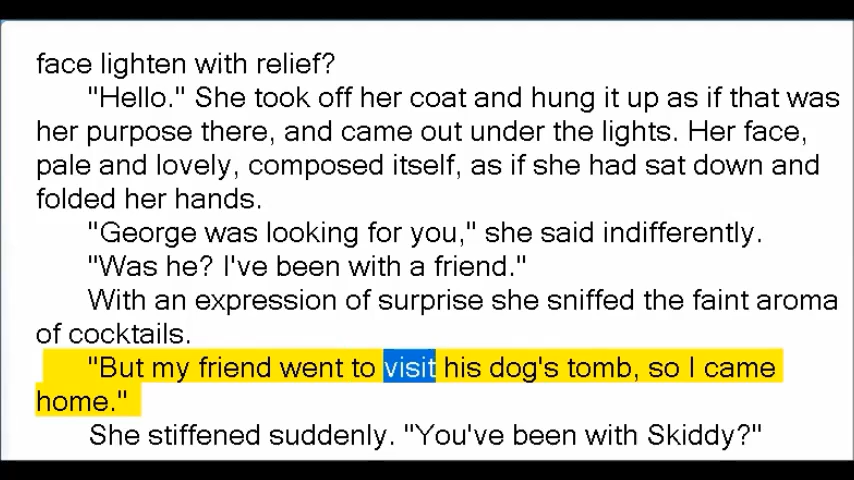 face lighten with relief?
"Hello." She took off her coat and hung it up as if that was
her purpose there, and came out under the lights. Her face,
pale and lovely, composed itself, as if she had sat down and
folded her hands.
"George was looking for you," she said indifferently.
"Was he? I've been with a friend."
With an expression of surprise she sniffed the faint aroma
of cocktails.
"But my friend went to visit his dog's tomb, so I came
home."
She stiffened suddenly. "You've been with Skiddy?"